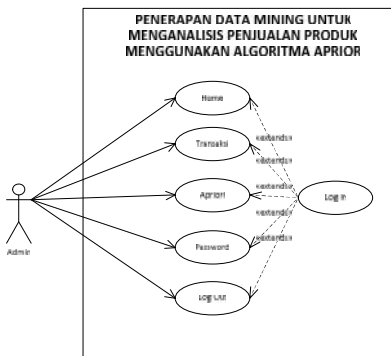 PENERAPAN DATA MINING UNTUK
MENGANALISIS PENJUALAN PRODUK
MENGGUNAKAN ALGORITMA APRIOR
Home
Transaksi
<extends>
<extends>
Apriori
<extends>
Log In
<extends>
Password
<extends>
Admin
Log Out